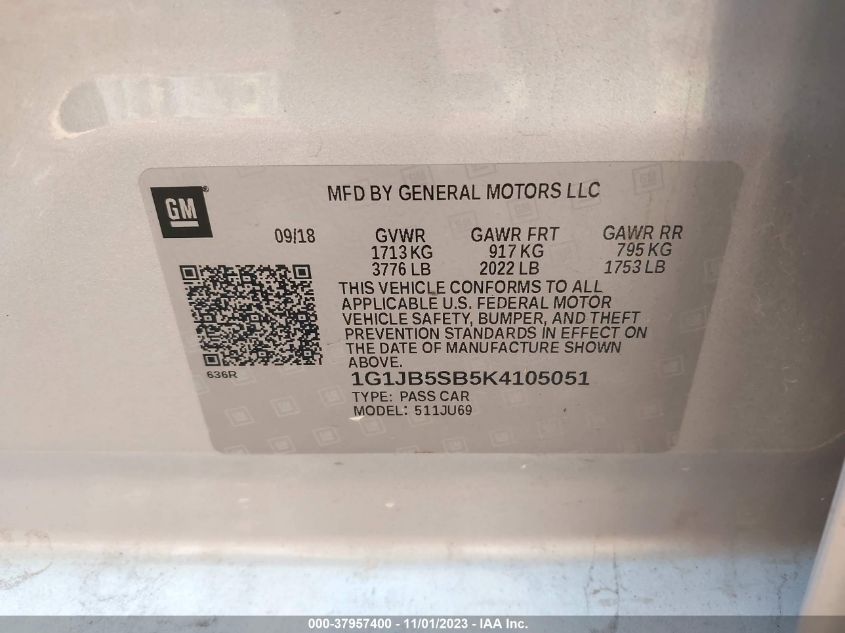 GM®
MFD BY GENERAL MOTORS LLC
09/18 GVWR GAWR FRT GAWR RR
1713 KG 917 KG 795 KG
3776 LB 2022 LB 1753 LB
THIS VEHICLE CONFORMS TO ALL
APPLICABLE U.S. FEDERAL MOTOR
VEHICLE SAFETY, BUMPER, AND THEFT
PREVENTION STANDARDS IN EFFECT ON
THE DATE OF MANUFACTURE SHOWN
ABOVE.
636R
1G1JB5SB5K4105051
TYPE: PASS CAR
MODEL: 511JU69
000-37957400 - 11/01/2023 - IAA Inc.